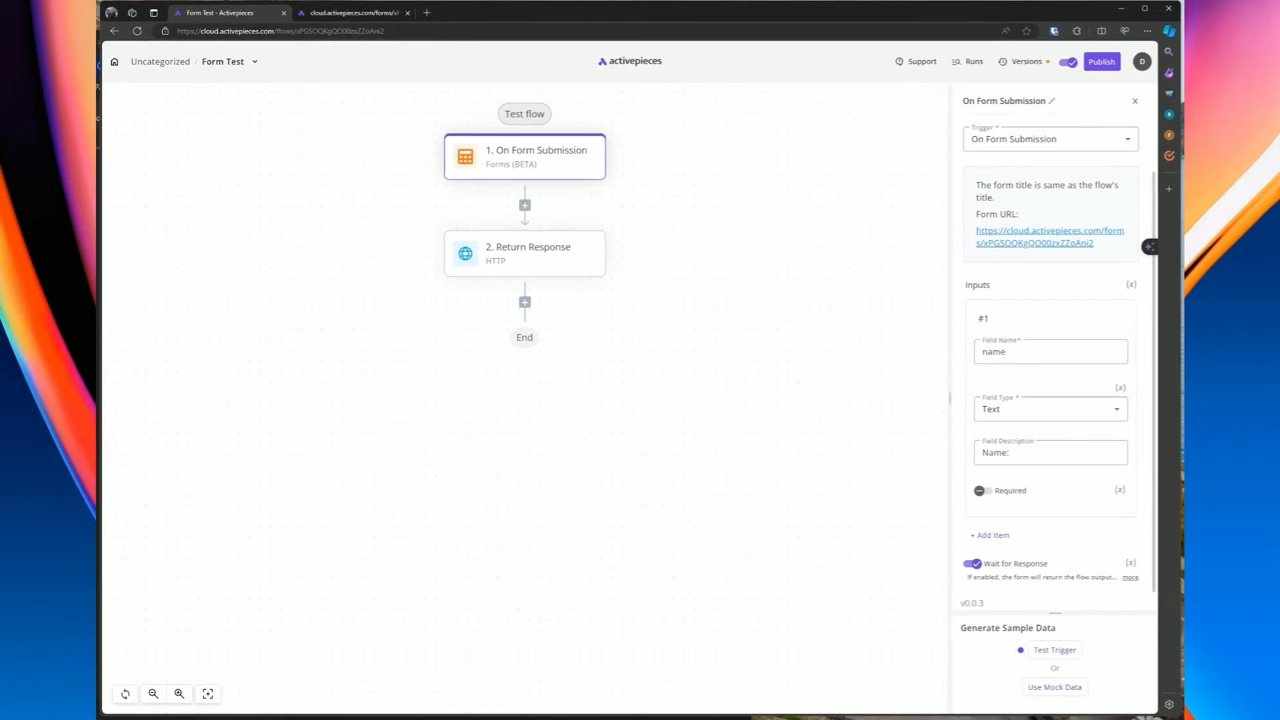 Form Test - Activepieces
cloud.activepieces.com/forms/xF
https://cloud.activepieces.com/flows/xPGSOQKgQO00zxZZoAni2
Uncategorized / Form Test
activepieces
Support
Runs
Versions
Publish
D
Test flow
1. On Form Submission
Forms (BETA)
2. Return Response
HTTP
End
On Form Submission
Trigger *
On Form Submission
The form title is same as the flow's
title.
Form URL:
https://cloud.activepieces.com/form
s/xPGSOQKgQO00zxZZoAni2
Inputs
{x}
#1
Field Name*
name
{x}
Field Type *
Text
Field Description
Name:
Required
{x}
+ Add Item
Wait for Response
{x}
If enabled, the form will return the flow output... more
v0.0.3
Generate Sample Data
Test Trigger
Or
Use Mock Data